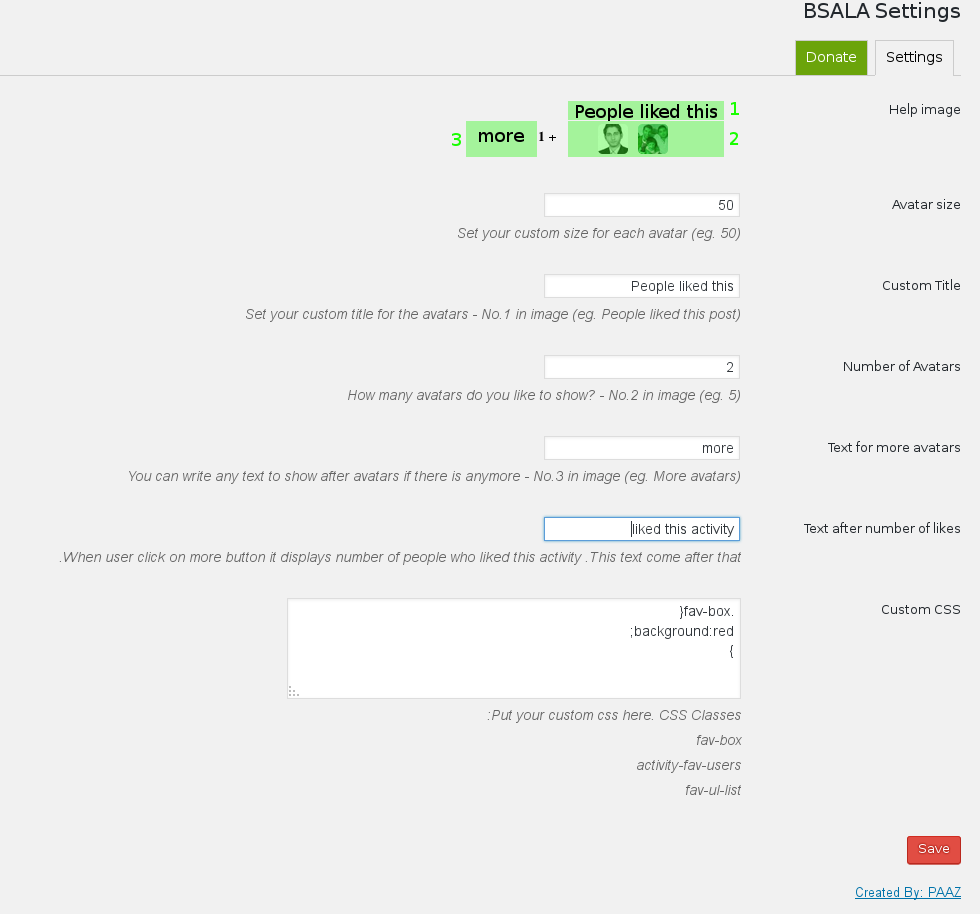 BSALA Settings
Settings
Donate
Help image
People liked this 1
3 more 1 + 2
Avatar size
50
Set your custom size for each avatar (eg. 50)
Custom Title
People liked this
Set your custom title for the avatars - No.1 in image (eg. People liked this post)
Number of Avatars
2
How many avatars do you like to show? - No.2 in image (eg. 5)
Text for more avatars
more
You can write any text to show after avatars if there is anymore - No.3 in image (eg. More avatars)
Text after number of likes
liked this activity
.When user click on more button it displays number of people who liked this activity .This text come after that
Custom CSS
}fav-box.
;background:red
{
:Put your custom css here. CSS Classes
fav-box
activity-fav-users
fav-ul-list
Save
Created By: PAAZ